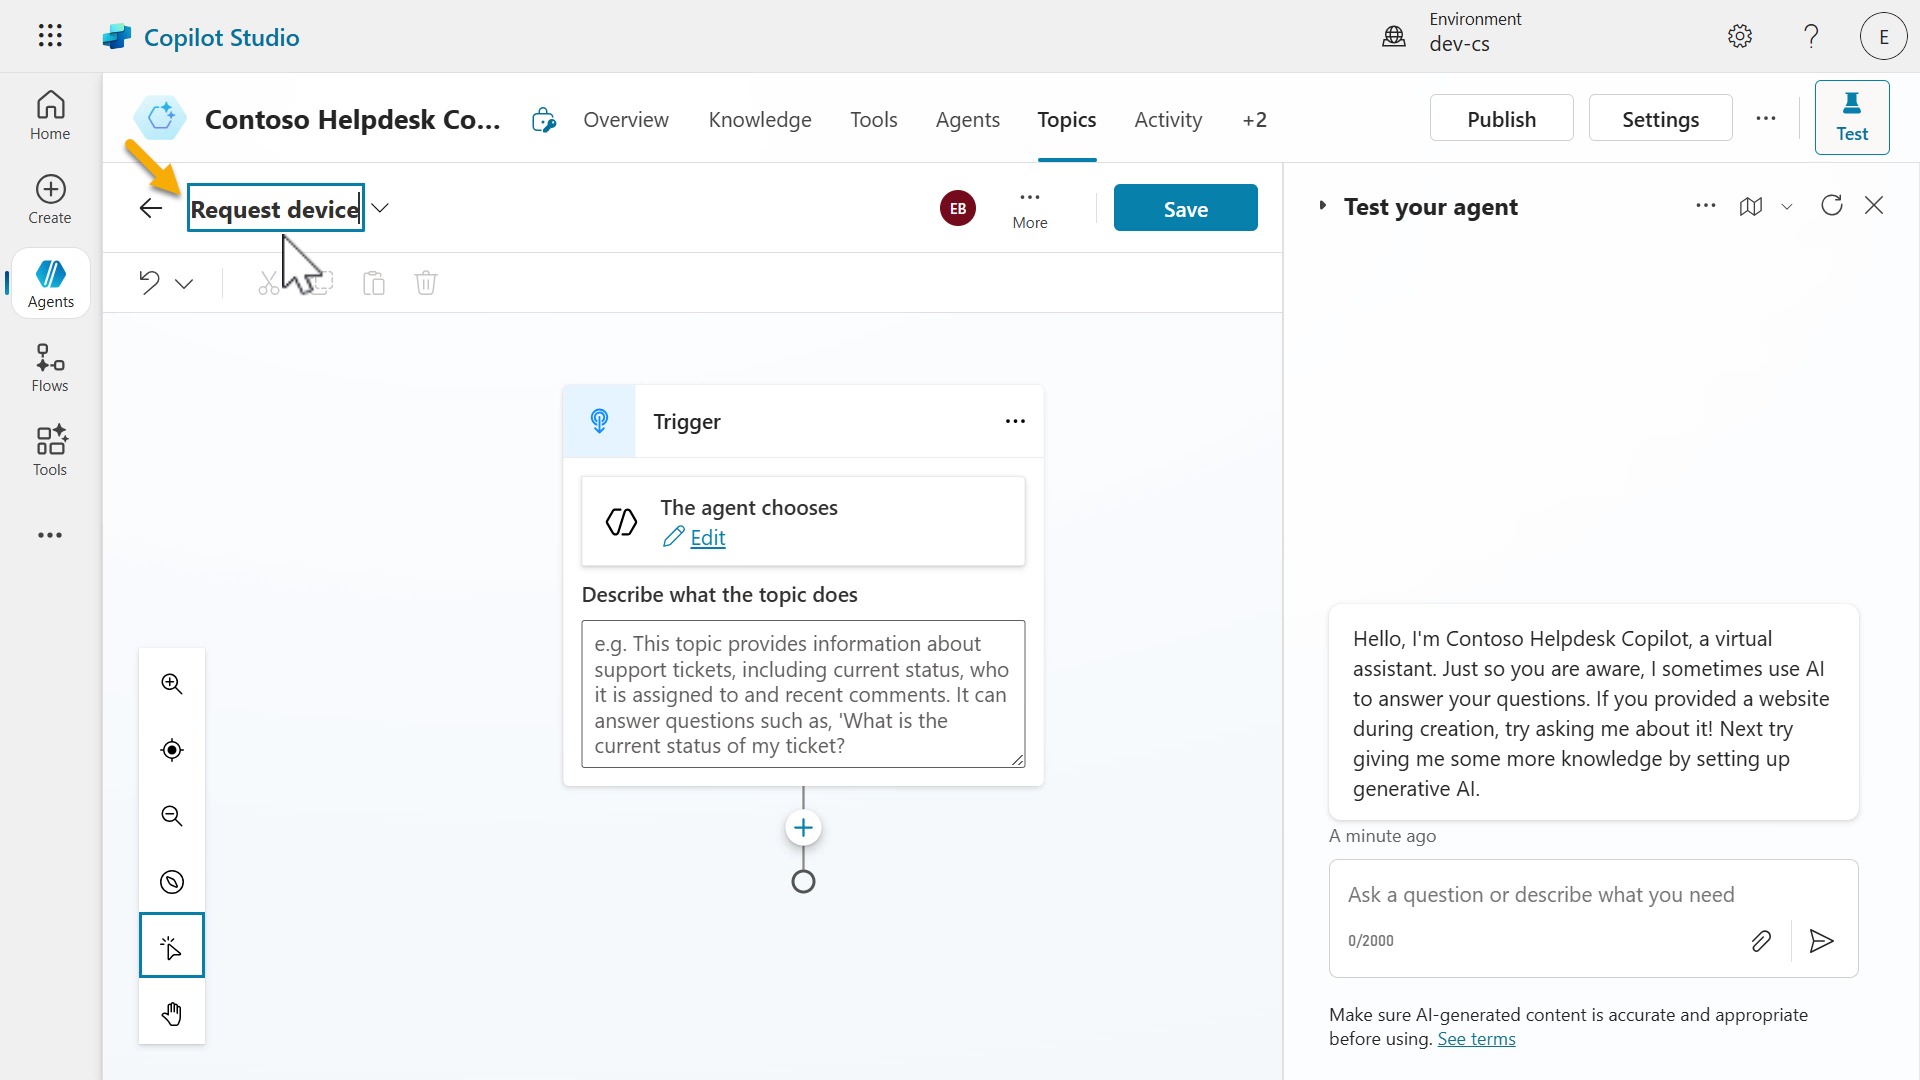 Copilot Studio
Environment
dev-cs
E
Home
Create
Agents
Flows
Tools
Contoso Helpdesk Co...
Overview
Knowledge
Tools
Agents
Topics
Activity
+2
Publish
Settings
Test
Request device
EB
More
Save
Trigger
The agent chooses
Edit
Describe what the topic does
e.g. This topic provides information about
support tickets, including current status, who
it is assigned to and recent comments. It can
answer questions such as, 'What is the
current status of my ticket?
Test your agent
Hello, I'm Contoso Helpdesk Copilot, a virtual
assistant. Just so you are aware, I sometimes use AI
to answer your questions. If you provided a website
during creation, try asking me about it! Next try
giving me some more knowledge by setting up
generative AI.
A minute ago
Ask a question or describe what you need
0/2000
Make sure AI-generated content is accurate and appropriate
before using. See terms